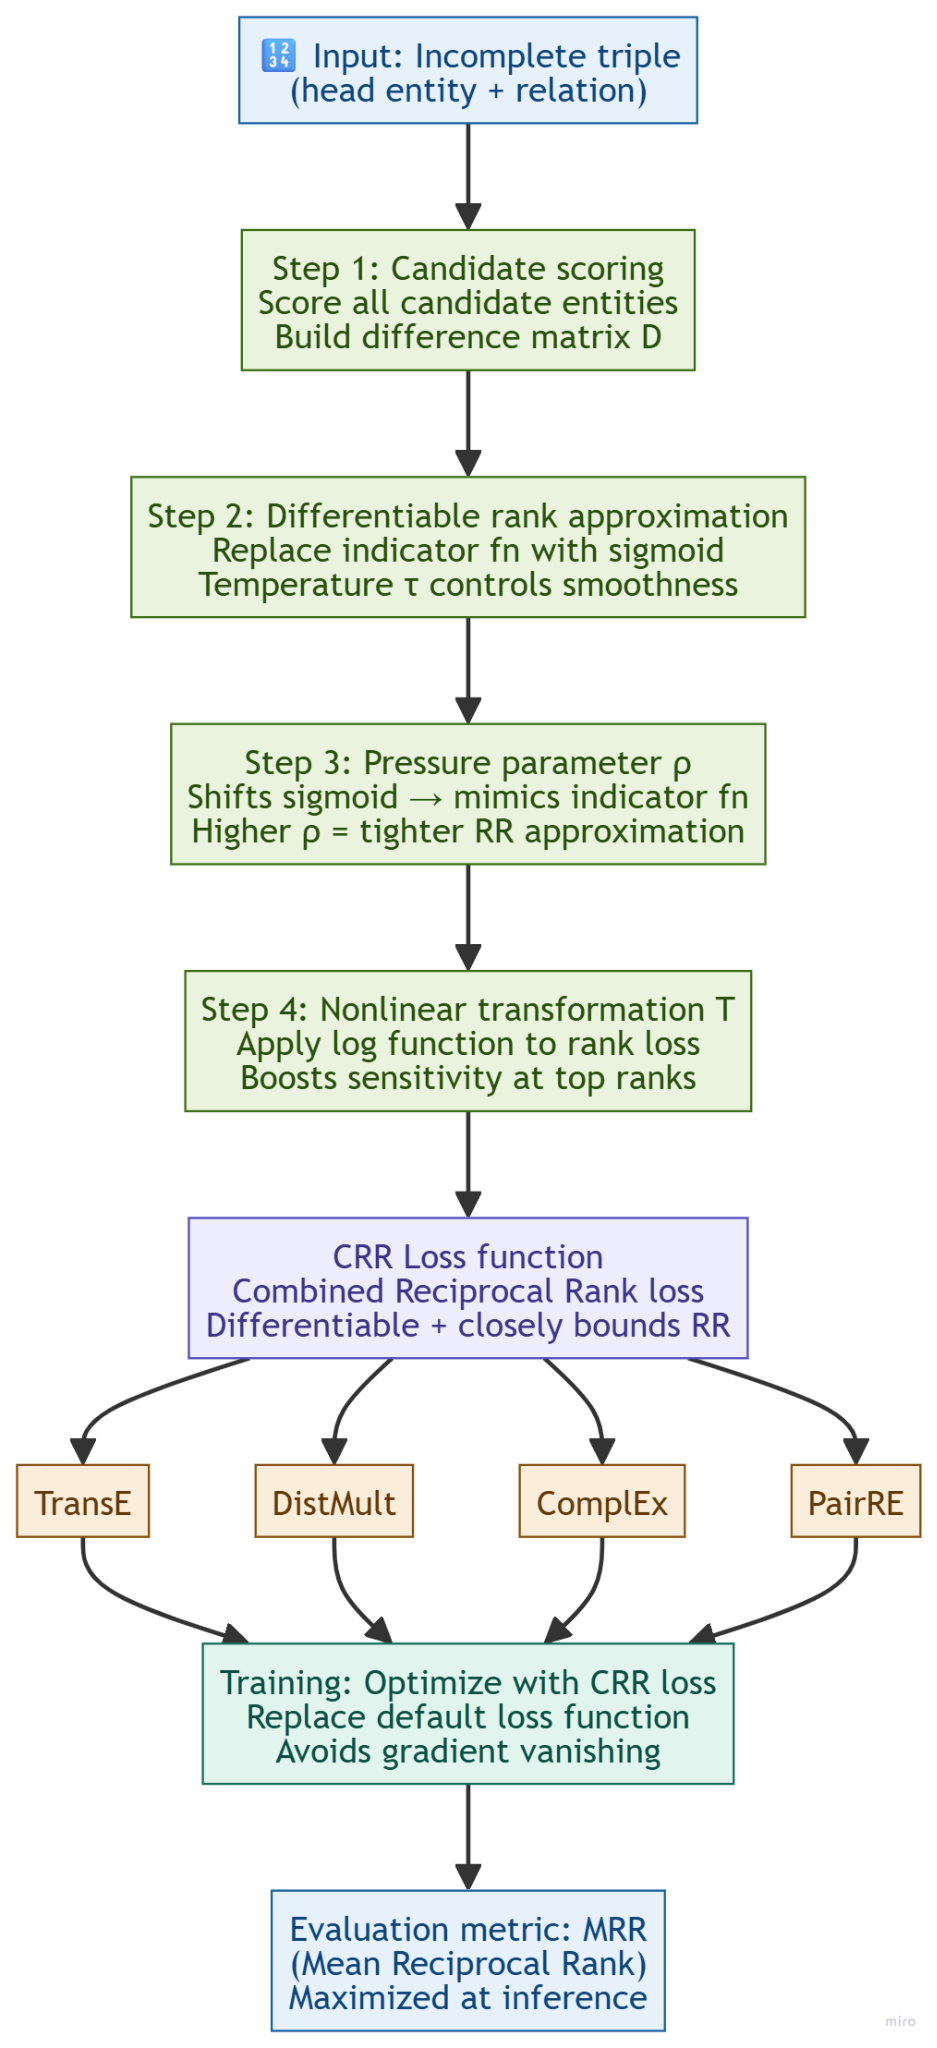 🔢 Input: Incomplete triple
(head entity + relation)
Step 1: Candidate scoring
Score all candidate entities
Build difference matrix D
Step 2: Differentiable rank approximation
Replace indicator fn with sigmoid
Temperature τ controls smoothness
Step 3: Pressure parameter ρ
Shifts sigmoid → mimics indicator fn
Higher ρ = tighter RR approximation
Step 4: Nonlinear transformation T
Apply log function to rank loss
Boosts sensitivity at top ranks
CRR Loss function
Combined Reciprocal Rank loss
Differentiable + closely bounds RR
TransE
DistMult
ComplEx
PairRE
Training: Optimize with CRR loss
Replace default loss function
Avoids gradient vanishing
Evaluation metric: MRR
(Mean Reciprocal Rank)
Maximized at inference
miro